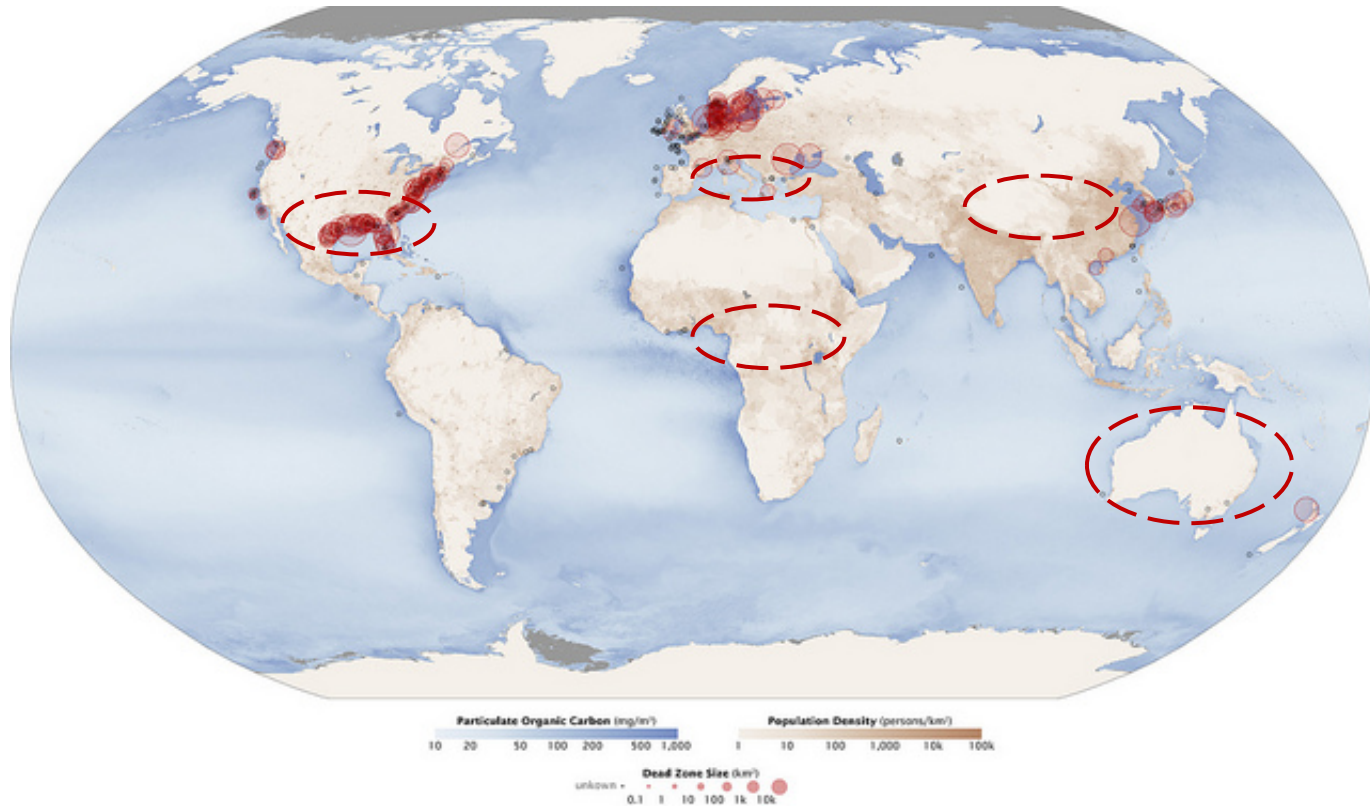 Particulate Organic Carbon (mg/m³)
10 20 50 100 200 500 1,000
Population Density (persons/km²)
1 10 100 1,000 10k 100k
Dead Zone Size (km²)
unkown
0.1 1 10 100 1k 10k